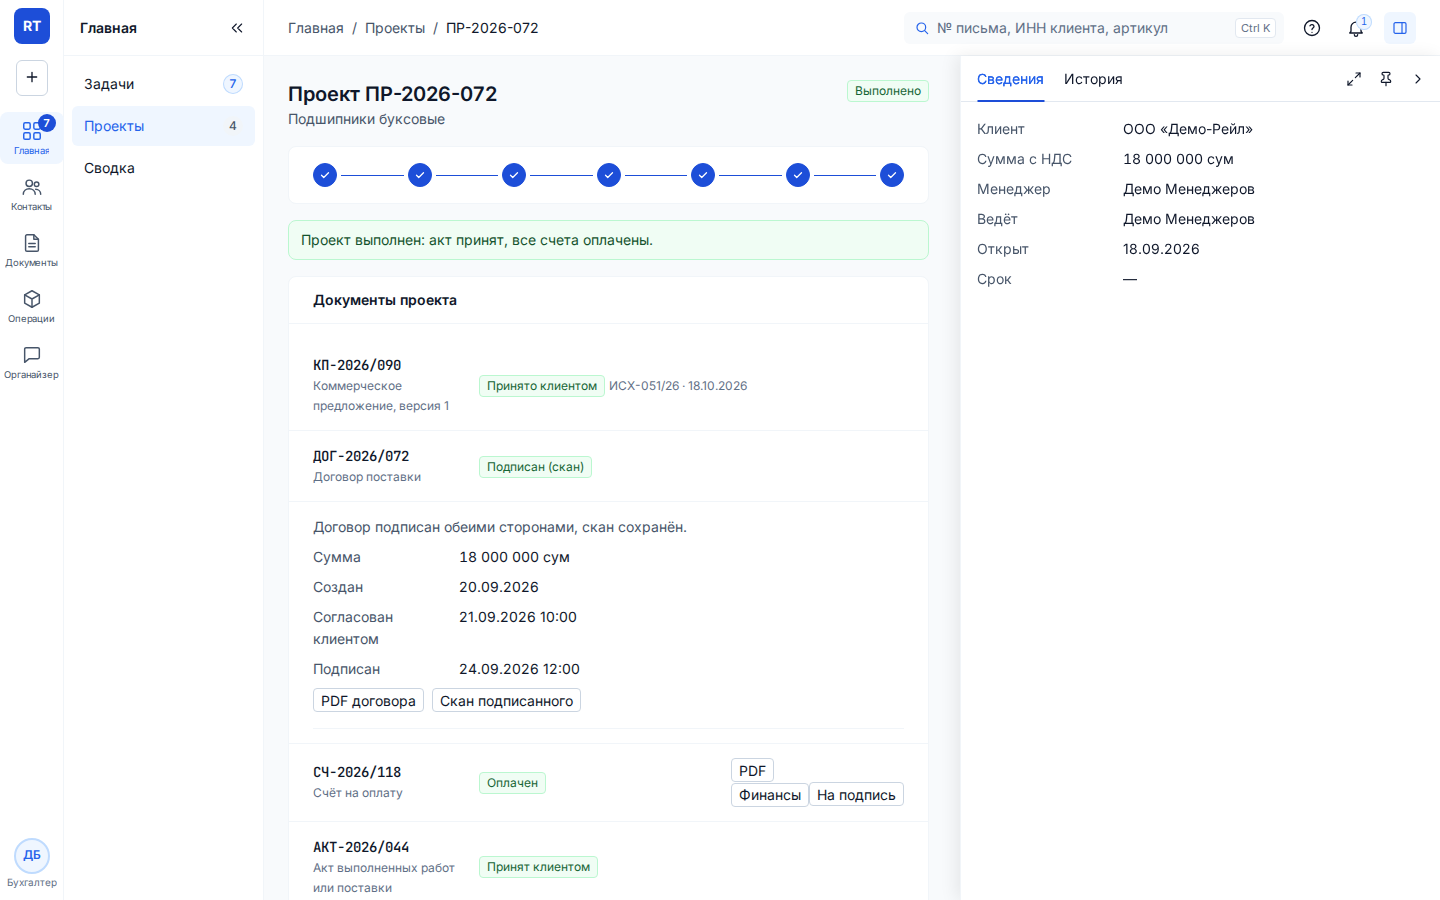 RT
Главная
Главная / Проекты / ПР-2026-072
№ письма, ИНН клиента, артикул
Ctrl K
1
7
Главная
Контакты
Документы
Операции
Органайзер
ДБ
Бухгалтер
Задачи
7
Проекты
4
Сводка
Проект ПР-2026-072
Выполнено
Подшипники буксовые
Проект выполнен: акт принят, все счета оплачены.
Документы проекта
КП-2026/090
Коммерческое
предложение, версия 1
Принято клиентом ИСХ-051/26 · 18.10.2026
ДОГ-2026/072
Договор поставки
Подписан (скан)
Договор подписан обеими сторонами, скан сохранён.
Сумма 18 000 000 сум
Создан 20.09.2026
Согласован 21.09.2026 10:00
клиентом
Подписан 24.09.2026 12:00
PDF договора Скан подписанного
СЧ-2026/118
Счёт на оплату
Оплачен
PDF
Финансы На подпись
АКТ-2026/044
Акт выполненных работ
или поставки
Принят клиентом
Сведения История
Клиент ООО «Демо-Рейл»
Сумма с НДС 18 000 000 сум
Менеджер Демо Менеджеров
Ведёт Демо Менеджеров
Открыт 18.09.2026
Срок —